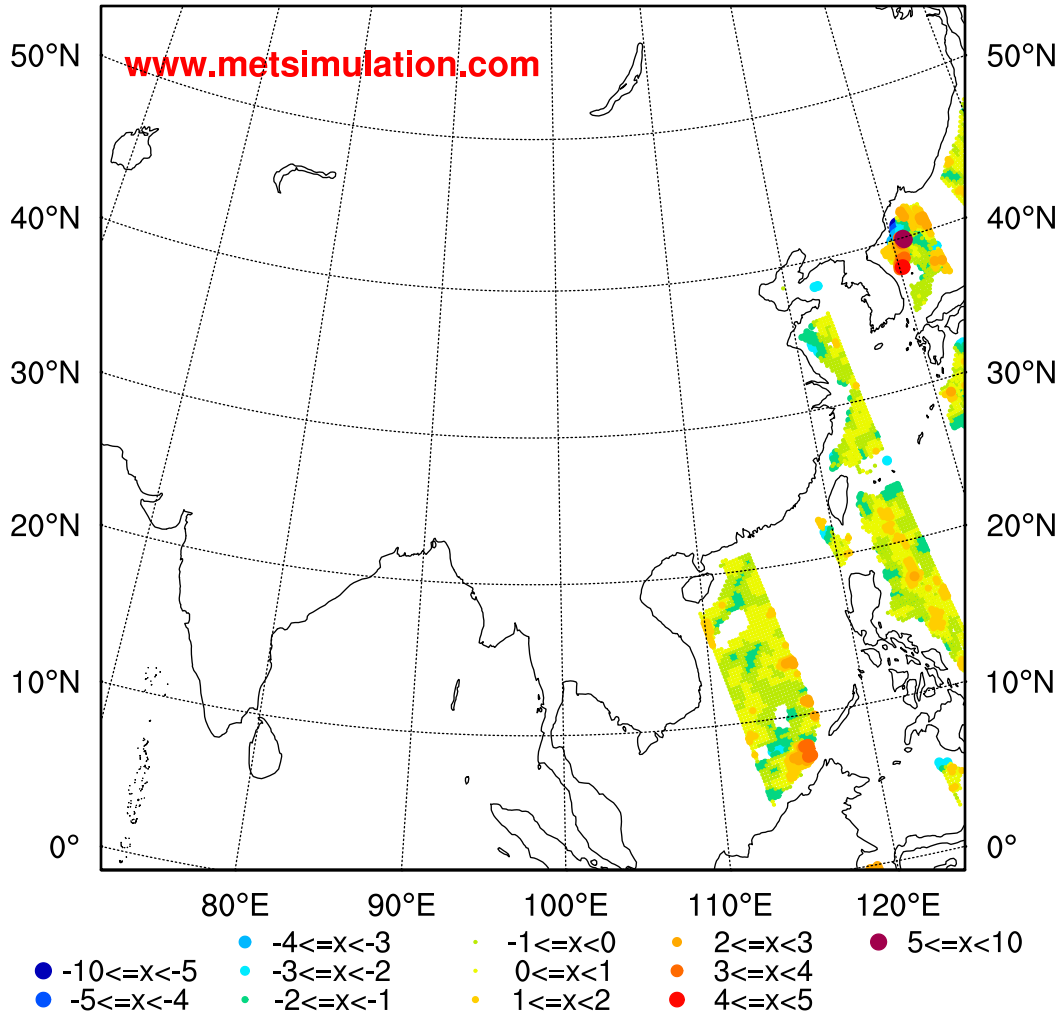 www.metsimulation.com
50°N 50°N
40°N 40°N
30°N 30°N
20°N 20°N
10°N 10°N
0° 0°
80°E 90°E 100°E 110°E 120°E
-4<=x<-3 -1<=x<0 2<=x<3 5<=x<10
-10<=x<-5 -3<=x<-2 0<=x<1 3<=x<4
-5<=x<-4 -2<=x<-1 1<=x<2 4<=x<5